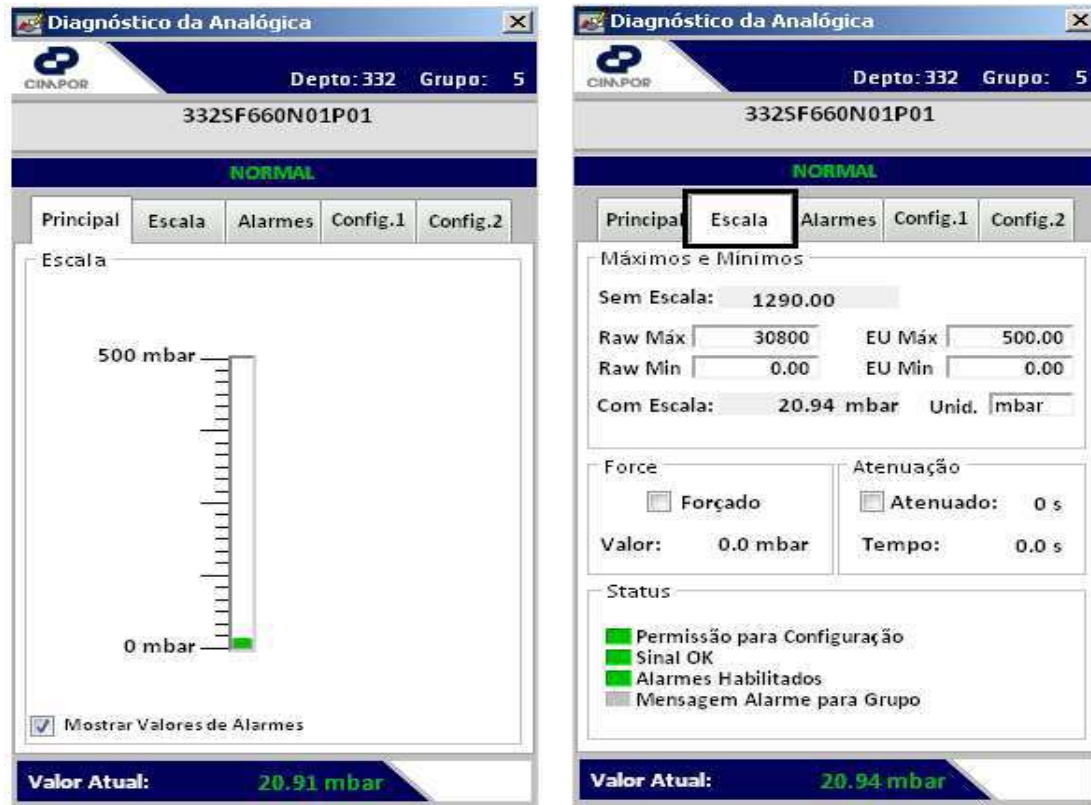 Diagnóstico da Analógica
CIMPOR
Depto: 332 Grupo: 5
332SF660N01P01
NORMAL
Principal Escala Alarmes Config.1 Config.2
Escala
500 mbar
0 mbar
Mostrar Valores de Alarmes
Valor Atual: 20.91 mbar
Diagnóstico da Analógica
CIMPOR
Depto: 332 Grupo: 5
332SF660N01P01
NORMAL
Principal Escala Alarmes Config.1 Config.2
Máximos e Mínimos
Sem Escala: 1290.00
Raw Máx 30800 EU Máx 500.00
Raw Min 0.00 EU Min 0.00
Com Escala: 20.94 mbar Unid. mbar
Force
Forçado
Valor: 0.0 mbar
Atenuação
Atenuado: 0 s
Tempo: 0.0 s
Status
Permissão para Configuração
Sinal OK
Alarmes Habilitados
Mensagem Alarme para Grupo
Valor Atual: 20.94 mbar